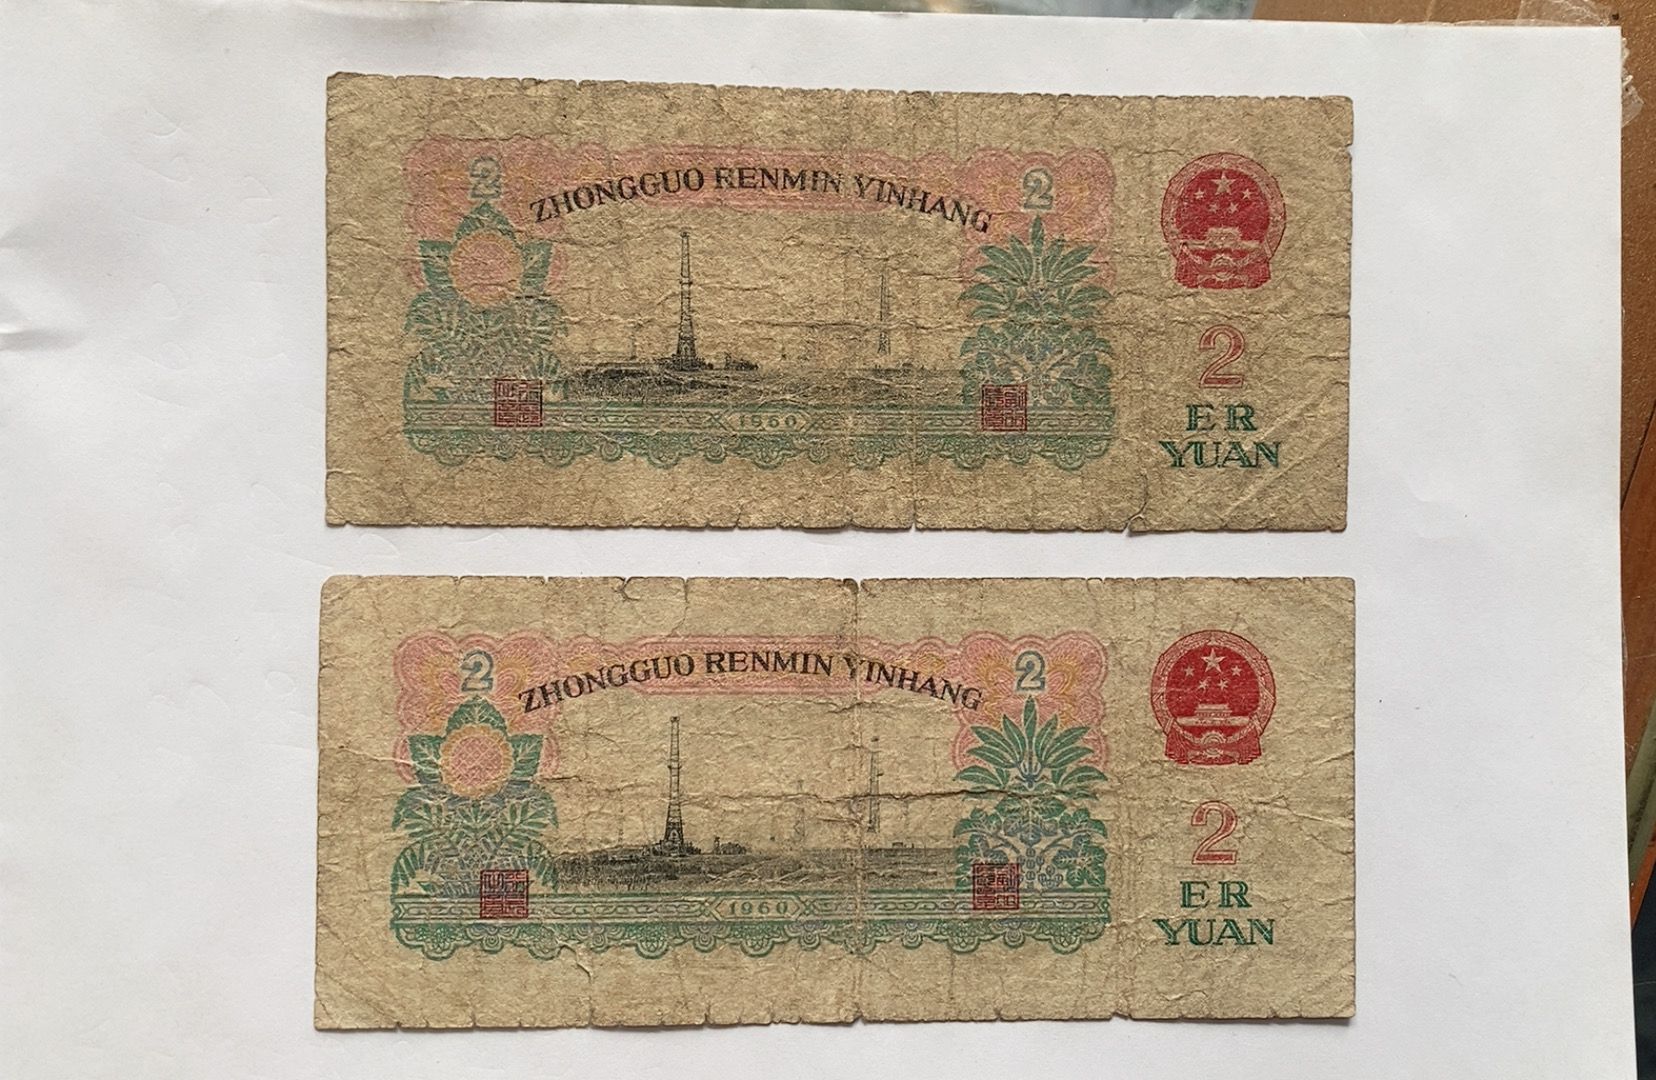 2
ZHONGGUO RENMIN YINHANG
2
2
ER
YUAN
1960
2
ZHONGGUO RENMIN YINHANG
2
2
ER
YUAN
1960